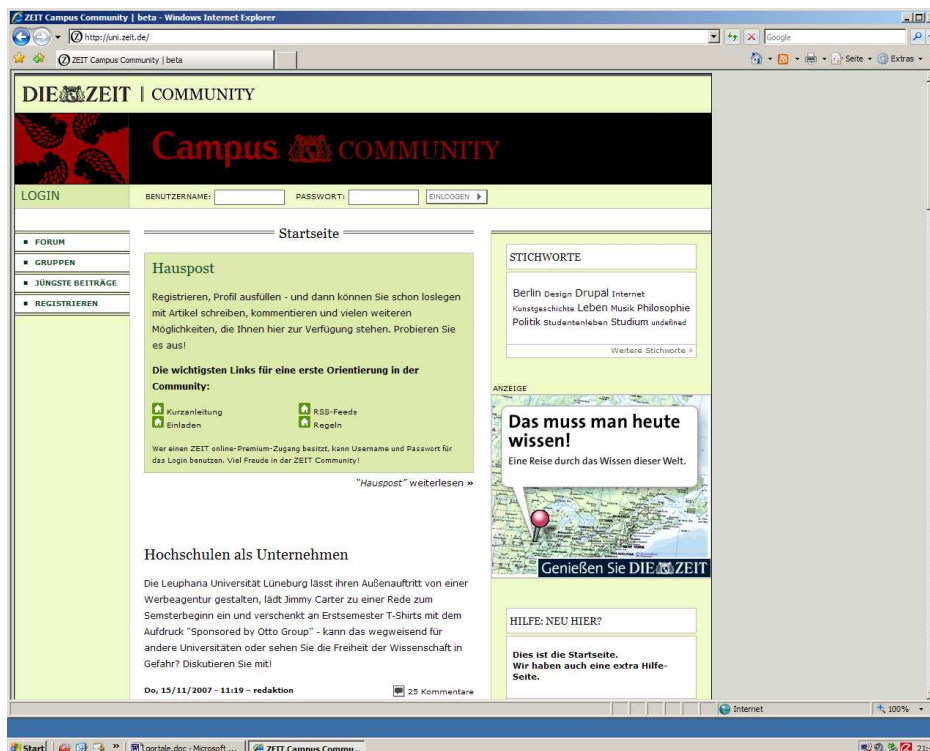 ZEIT Campus Community | beta - Windows Internet Explorer
http://uni.zeit.de/
Google
ZEIT Campus Community | beta
Seite
Extras
DIE ZEIT | COMMUNITY
Campus COMMUNITY
LOGIN
BENUTZERNAME:
PASSWORT:
EINLOGGEN
FORUM
GRUPPEN
JÜNGSTE BEITRÄGE
REGISTRIEREN
Startseite
Hauspost
Registrieren, Profil ausfüllen - und dann können Sie schon loslegen
mit Artikel schreiben, kommentieren und vielen weiteren
Möglichkeiten, die Ihnen hier zur Verfügung stehen. Probieren Sie
es aus!
Die wichtigsten Links für eine erste Orientierung in der
Community:
Kurzanleitung
RSS-Feeds
Einladen
Regeln
Wer einen ZEIT online-Premium-Zugang besitzt, kann Username und Passwort für
das Login benutzen. Viel Freude in der ZEIT Community!
"Hauspost" weiterlesen »
Hochschulen als Unternehmen
Die Leuphana Universität Lüneburg lässt ihren Außenauftritt von einer
Werbeagentur gestalten, lädt Jimmy Carter zu einer Rede zum
Semsterbeginn ein und verschenkt an Erstsemester T-Shirts mit dem
Aufdruck "Sponsored by Otto Group" - kann das wegweisend für
andere Universitäten oder sehen Sie die Freiheit der Wissenschaft in
Gefahr? Diskutieren Sie mit!
Do, 15/11/2007 - 11:19 – redaktion
25 Kommentare
STICHWORTE
Berlin Design Drupal Internet
Kunstgeschichte Leben Musik Philosophie
Politik Studentenleben Studium undefined
Weitere Stichworte »
ANZEIGE
Das muss man heute
wissen!
Eine Reise durch das Wissen dieser Welt.
Genießen Sie DIE ZEIT
HILFE: NEU HIER?
Dies ist die Startseite.
Wir haben auch eine extra Hilfe-
Seite.
Internet
100%
Start
portale.doc - Microsoft ...
ZEIT Campus Commu...